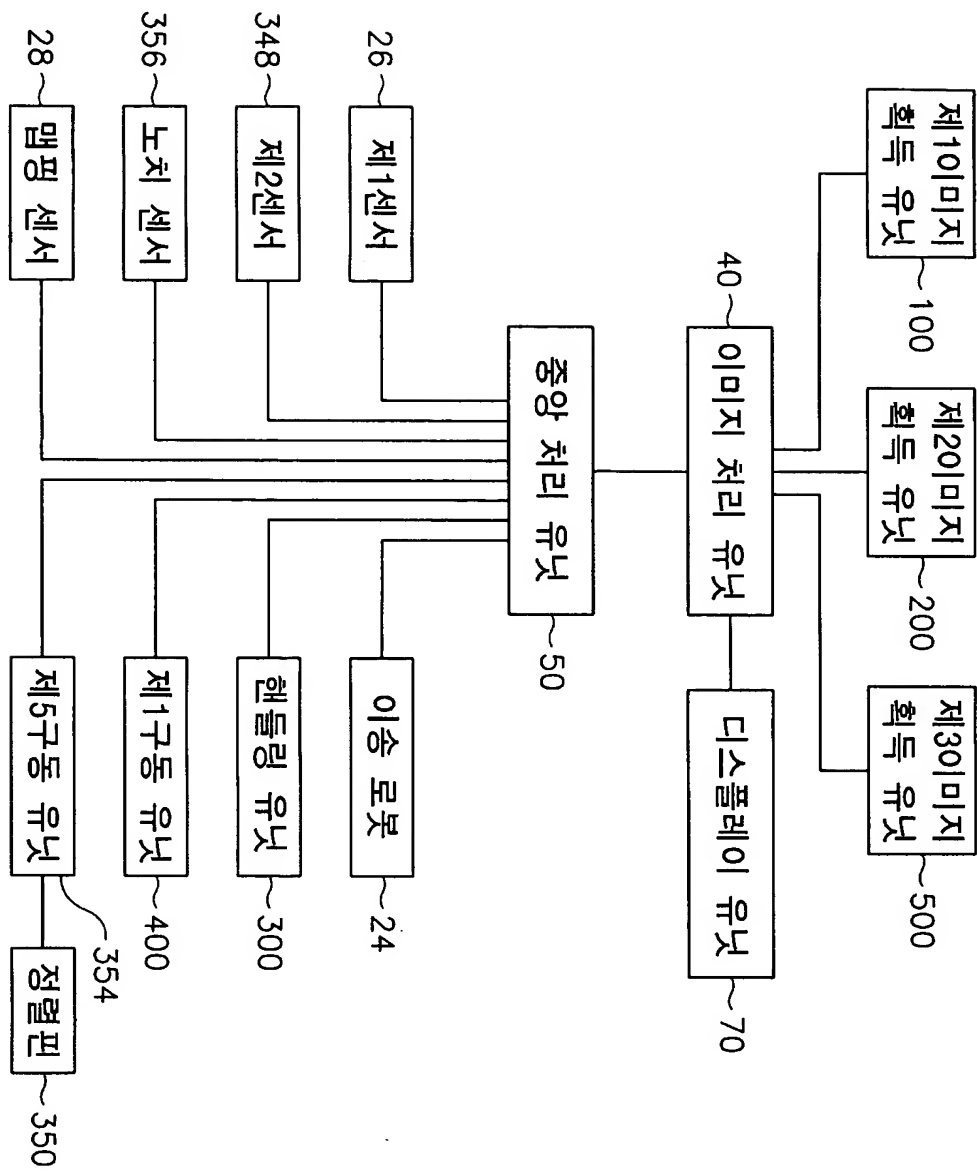 제1이미지
획득 유닛
100
제2이미지
획득 유닛
200
제3이미지
획득 유닛
500
40
이미지 처리 유닛
디스플레이 유닛
70
중앙 처리 유닛
50
26
제1센서
이송 로봇
24
348
제2센서
핸들링 유닛
300
356
노치 센서
제1구동 유닛
400
28
맵핑 센서
제5구동 유닛
354
정렬핀
350